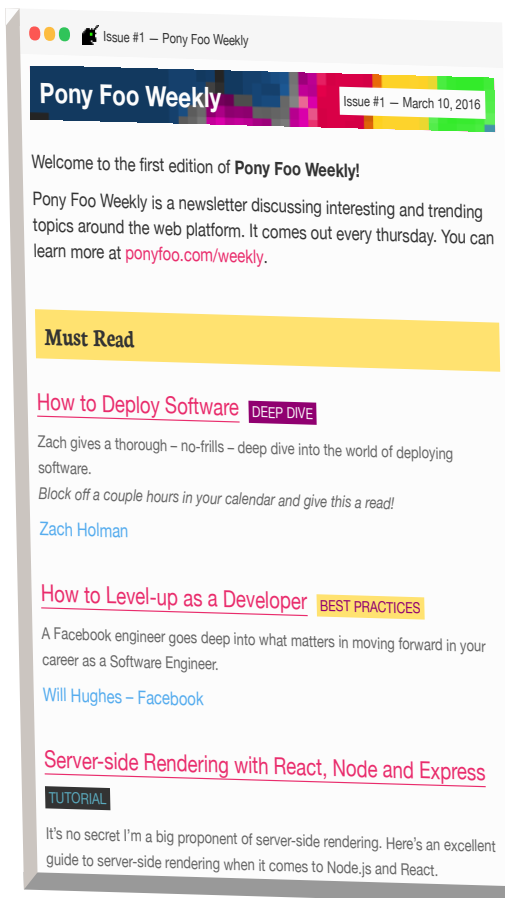 Issue #1 — Pony Foo Weekly
Pony Foo Weekly
Issue #1 — March 10, 2016
Welcome to the first edition of Pony Foo Weekly!
Pony Foo Weekly is a newsletter discussing interesting and trending
topics around the web platform. It comes out every thursday. You can
learn more at ponyfoo.com/weekly.
Must Read
How to Deploy Software DEEP DIVE
Zach gives a thorough – no-frills – deep dive into the world of deploying
software.
Block off a couple hours in your calendar and give this a read!
Zach Holman
How to Level-up as a Developer BEST PRACTICES
A Facebook engineer goes deep into what matters in moving forward in your
career as a Software Engineer.
Will Hughes – Facebook
Server-side Rendering with React, Node and Express
TUTORIAL
It's no secret I'm a big proponent of server-side rendering. Here's an excellent
guide to server-side rendering when it comes to Node.js and React.